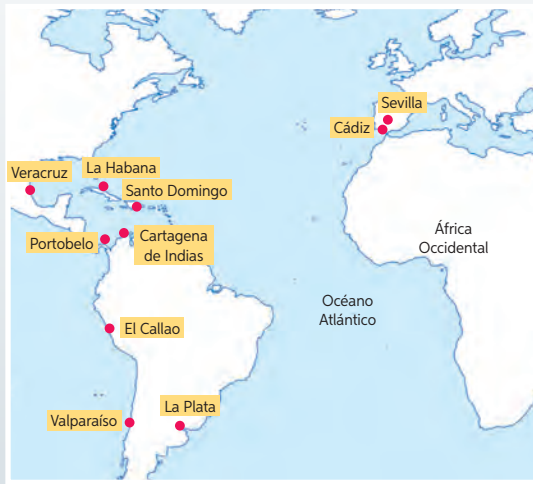 Sevilla
Cádiz
La Habana
Veracruz
Santo Domingo
Portobelo
Cartagena
de Indias
África
Occidental
Océano
Atlántico
El Callao
La Plata
Valparaíso